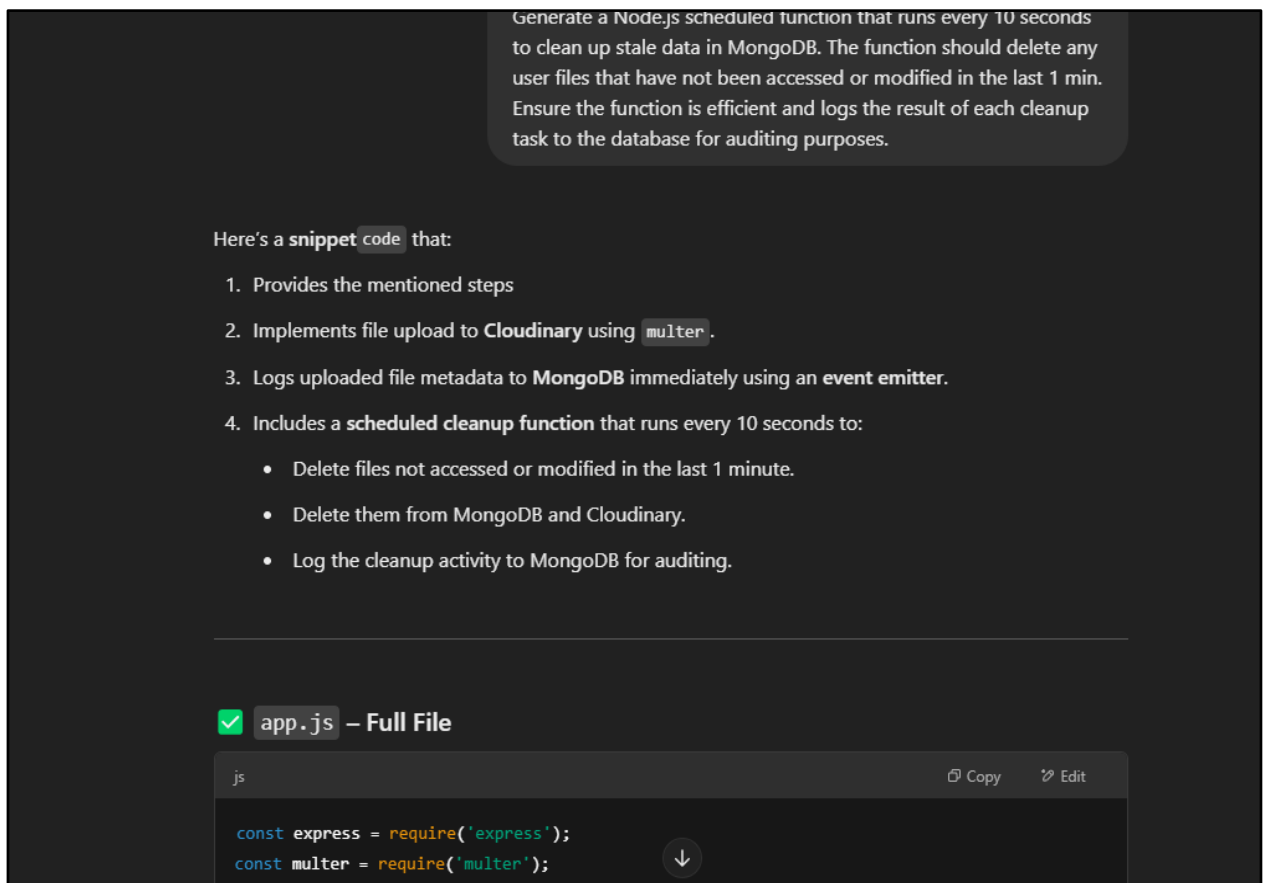 Generate a Node.js scheduled function that runs every 10 seconds
to clean up stale data in MongoDB. The function should delete any
user files that have not been accessed or modified in the last 1 min.
Ensure the function is efficient and logs the result of each cleanup
task to the database for auditing purposes.
Here's a snippet code that:
1. Provides the mentioned steps
2. Implements file upload to Cloudinary using multer.
3. Logs uploaded file metadata to MongoDB immediately using an event emitter.
4. Includes a scheduled cleanup function that runs every 10 seconds to:
• Delete files not accessed or modified in the last 1 minute.
• Delete them from MongoDB and Cloudinary.
• Log the cleanup activity to MongoDB for auditing.
✅ app.js – Full File
js Copy Edit
const express = require('express');
const multer = require('multer');